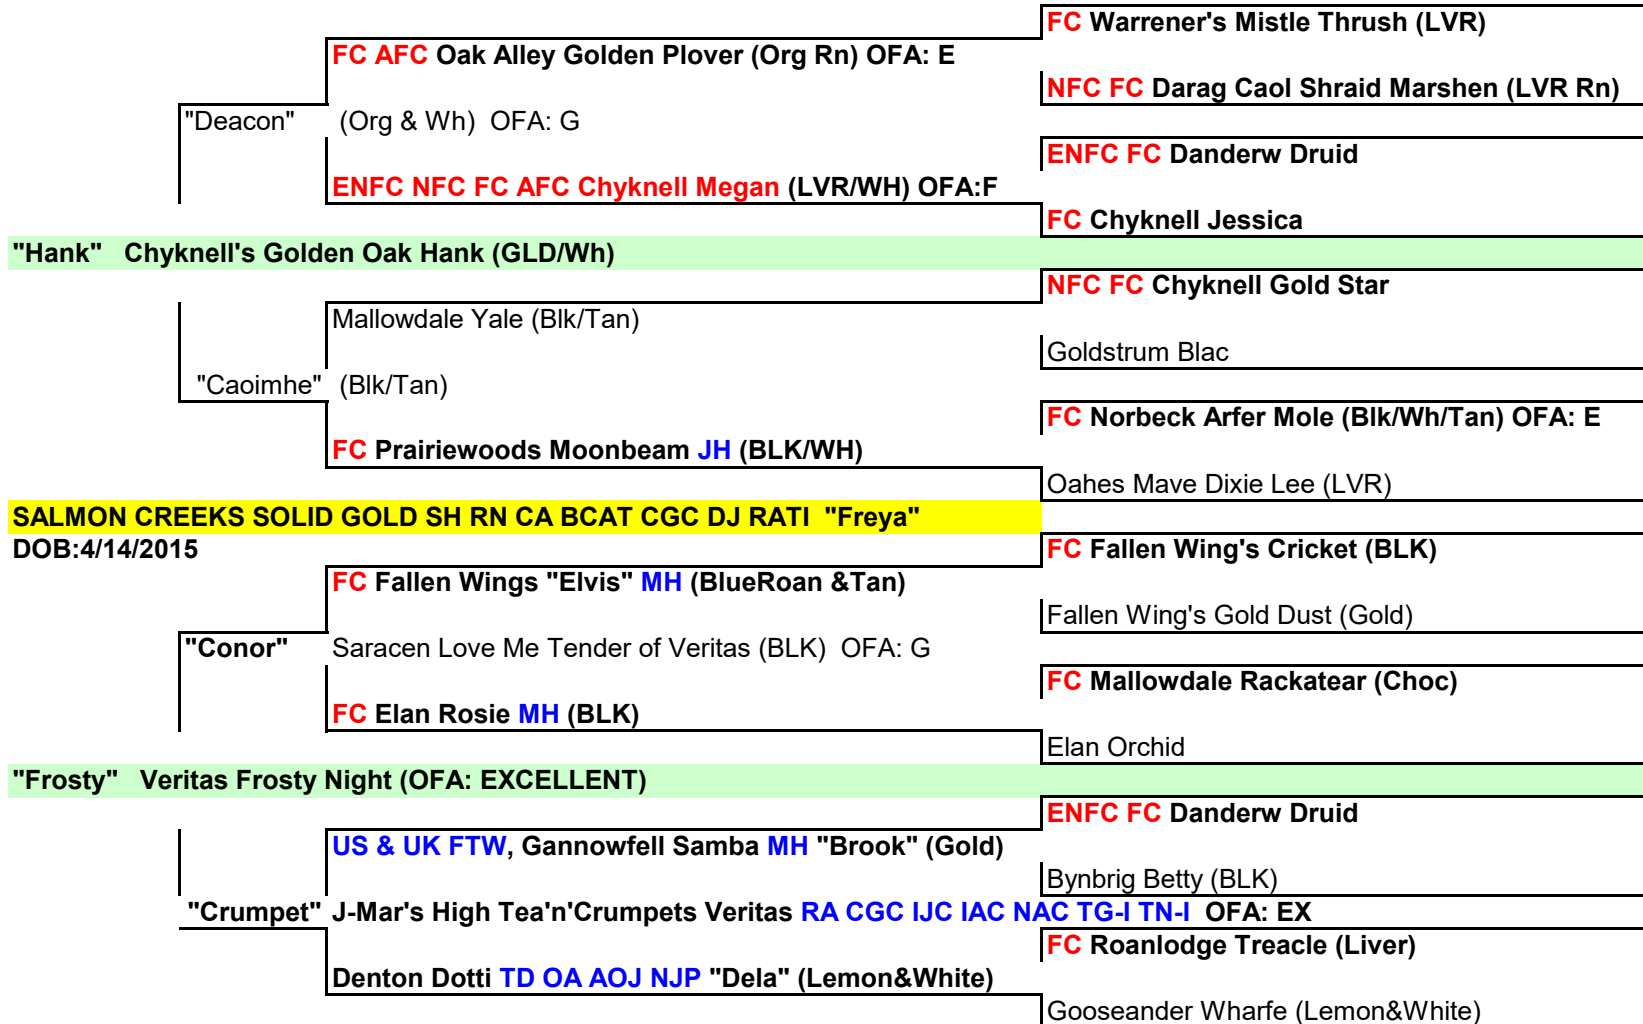 FC Warrener's Mistle Thrush (LVR)
FC AFC Oak Alley Golden Plover (Org Rn) OFA: E
NFC FC Darag Caol Shraid Marshen (LVR Rn)
"Deacon" (Org & Wh) OFA: G
ENFC FC Danderw Druid
ENFC NFC FC AFC Chyknell Megan (LVR/WH) OFA:F
FC Chyknell Jessica
"Hank" Chyknell's Golden Oak Hank (GLD/Wh)
NFC FC Chyknell Gold Star
Mallowdale Yale (Blk/Tan)
Goldstrum Blac
"Caoimhe" (Blk/Tan)
FC Norbeck Arfer Mole (Blk/Wh/Tan) OFA: E
FC Prairiewoods Moonbeam JH (BLK/WH)
Oahes Mave Dixie Lee (LVR)
SALMON CREEKS SOLID GOLD SH RN CA BCAT CGC DJ RATI "Freya"
DOB:4/14/2015
FC Fallen Wing's Cricket (BLK)
FC Fallen Wings "Elvis" MH (BlueRoan &Tan)
Fallen Wing's Gold Dust (Gold)
"Conor" Saracen Love Me Tender of Veritas (BLK) OFA: G
FC Mallowdale Rackatear (Choc)
FC Elan Rosie MH (BLK)
Elan Orchid
"Frosty" Veritas Frosty Night (OFA: EXCELLENT)
ENFC FC Danderw Druid
US & UK FTW, Gannowfell Samba MH "Brook" (Gold)
Bynbrig Betty (BLK)
"Crumpet" J-Mar's High Tea'n'Crumpets Veritas RA CGC IJC IAC NAC TG-I TN-I OFA: EX
FC Roanlodge Treacle (Liver)
Denton Dotti TD OA AOJ NJP "Dela" (Lemon&White)
Gooseander Wharfe (Lemon&White)